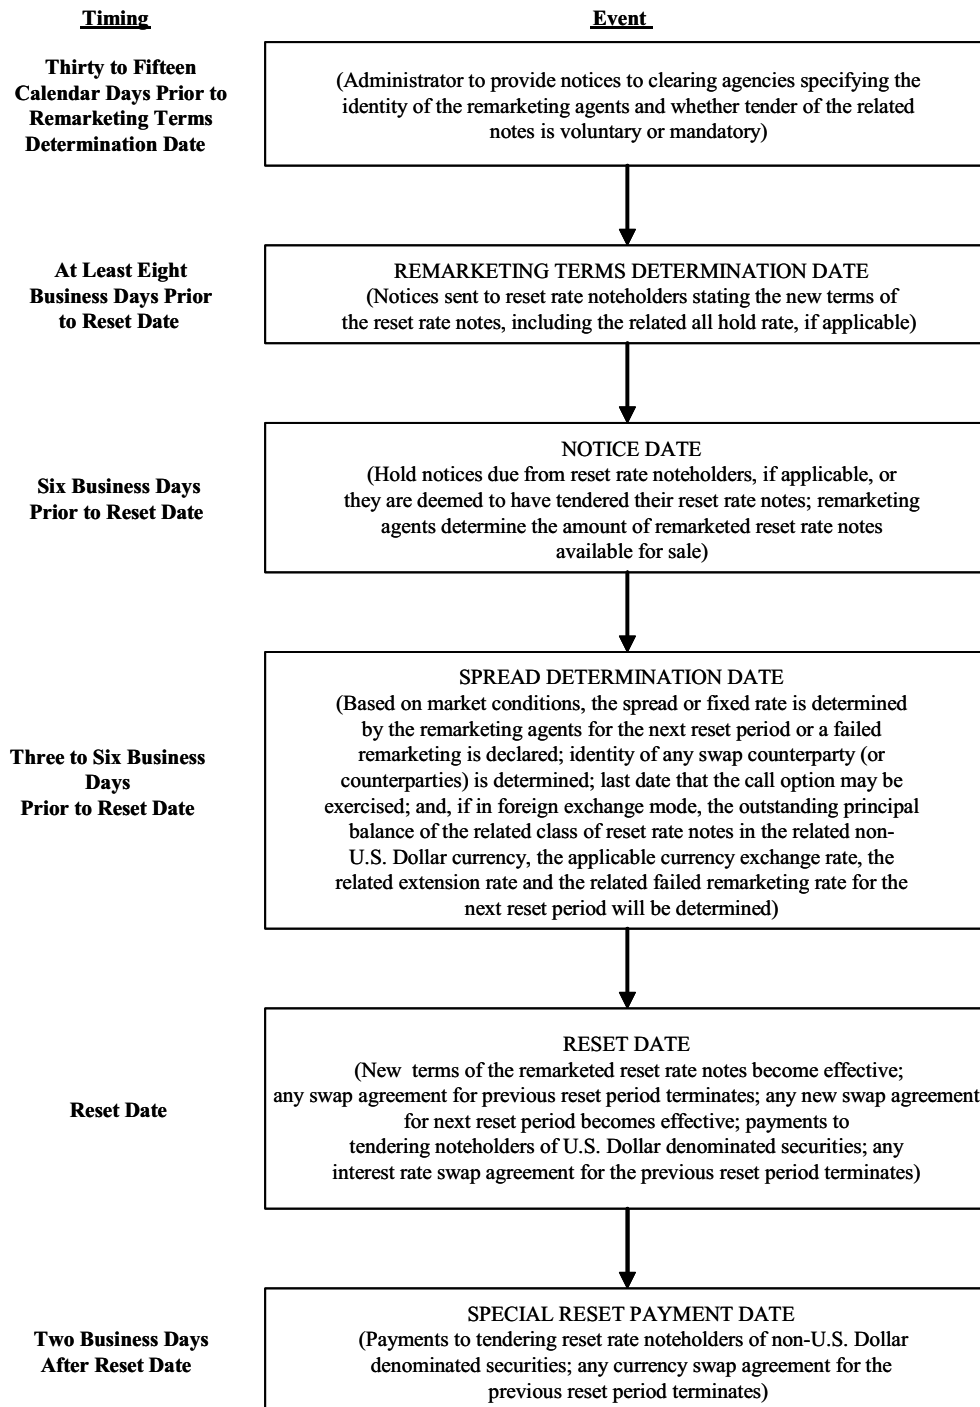 Timing
Event
Thirty to Fifteen
Calendar Days Prior to
Remarketing Terms
Determination Date
(Administrator to provide notices to clearing agencies specifying the
identity of the remarketing agents and whether tender of the related
notes is voluntary or mandatory)
At Least Eight
Business Days Prior
to Reset Date
REMARKETING TERMS DETERMINATION DATE
(Notices sent to reset rate noteholders stating the new terms of
the reset rate notes, including the related all hold rate, if applicable)
Six Business Days
Prior to Reset Date
NOTICE DATE
(Hold notices due from reset rate noteholders, if applicable, or
they are deemed to have tendered their reset rate notes; remarketing
agents determine the amount of remarketed reset rate notes
available for sale)
Three to Six Business
Days
Prior to Reset Date
SPREAD DETERMINATION DATE
(Based on market conditions, the spread or fixed rate is determined
by the remarketing agents for the next reset period or a failed
remarketing is declared; identity of any swap counterparty (or
counterparties) is determined; last date that the call option may be
exercised; and, if in foreign exchange mode, the outstanding principal
balance of the related class of reset rate notes in the related non-
U.S. Dollar currency, the applicable currency exchange rate, the
related extension rate and the related failed remarketing rate for the
next reset period will be determined)
Reset Date
RESET DATE
(New terms of the remarketed reset rate notes become effective;
any swap agreement for previous reset period terminates; any new swap agreement
for next reset period becomes effective; payments to
tendering noteholders of U.S. Dollar denominated securities; any
interest rate swap agreement for the previous reset period terminates)
Two Business Days
After Reset Date
SPECIAL RESET PAYMENT DATE
(Payments to tendering reset rate noteholders of non-U.S. Dollar
denominated securities; any currency swap agreement for the
previous reset period terminates)